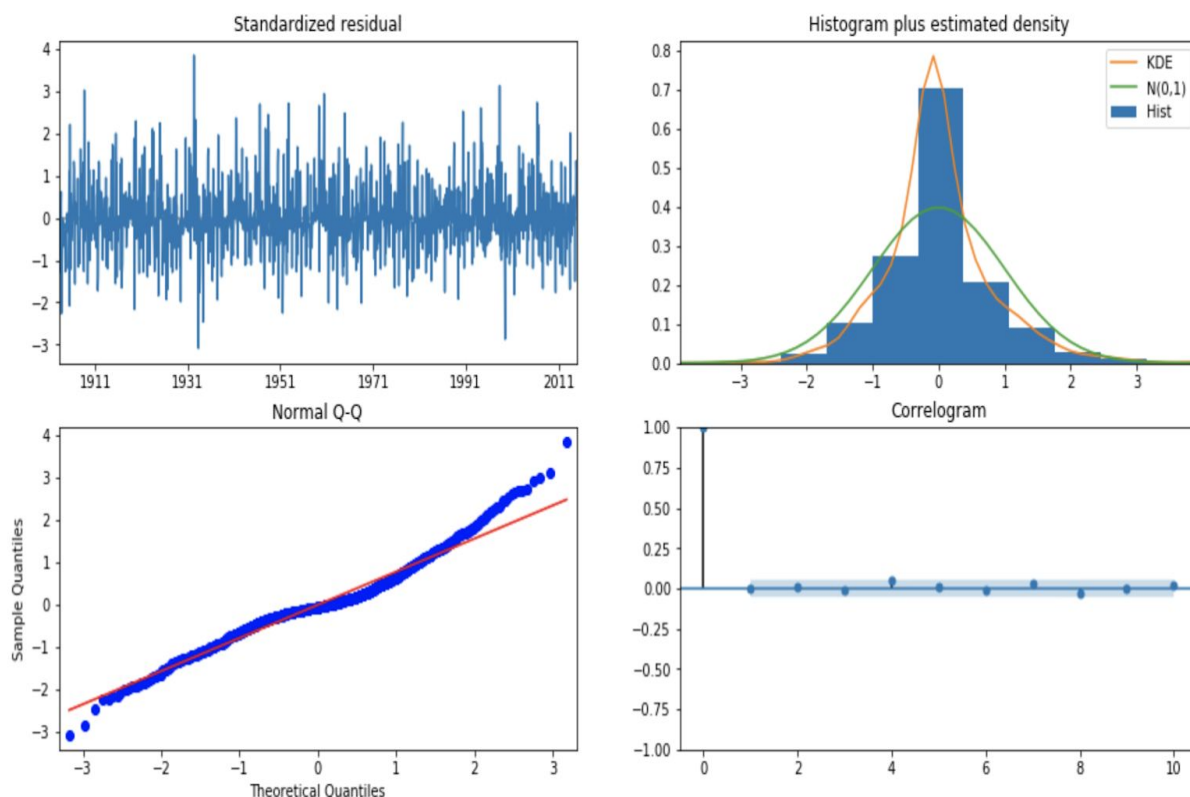 Standardized residual
4
3
2
1
0
−1
−2
−3
1911 1931 1951 1971 1991 2011
Histogram plus estimated density
KDE
N(0,1)
Hist
0.8
0.7
0.6
0.5
0.4
0.3
0.2
0.1
0.0
−3 −2 −1 0 1 2 3
Normal Q-Q
Sample Quantiles
4
3
2
1
0
−1
−2
−3
−3 −2 −1 0 1 2 3
Theoretical Quantiles
Correlogram
1.00
0.75
0.50
0.25
0.00
−0.25
−0.50
−0.75
−1.00
0 2 4 6 8 10